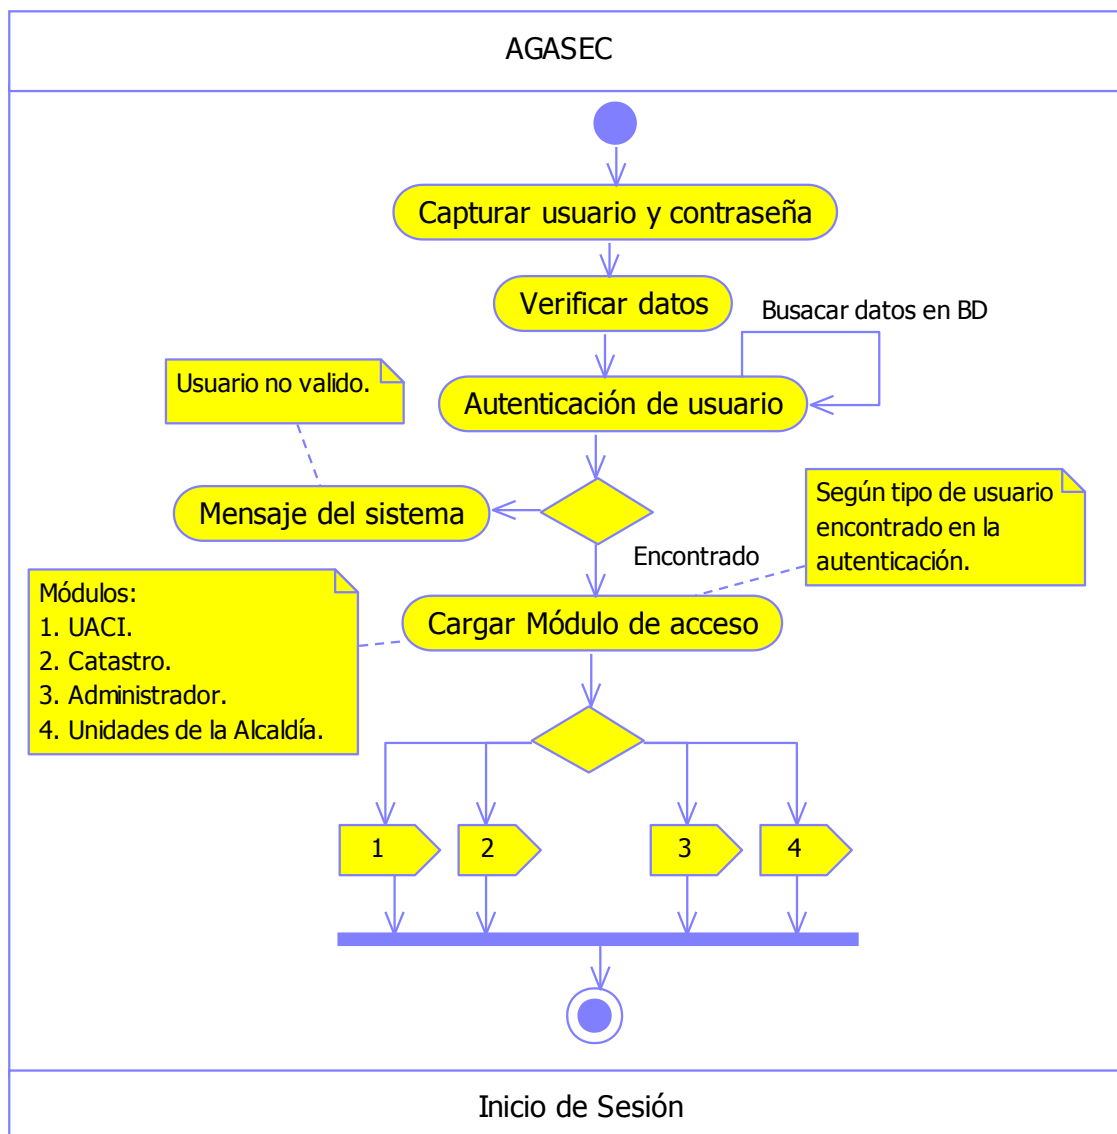 AGASEC
Capturar usuario y contraseña
Verificar datos
Busacar datos en BD
Usuario no valido.
Autenticación de usuario
Mensaje del sistema
Según tipo de usuario
encontrado en la
autenticación.
Encontrado
Módulos:
1. UACI.
2. Catastro.
3. Administrador.
4. Unidades de la Alcaldía.
Cargar Módulo de acceso
1
2
3
4
Inicio de Sesión